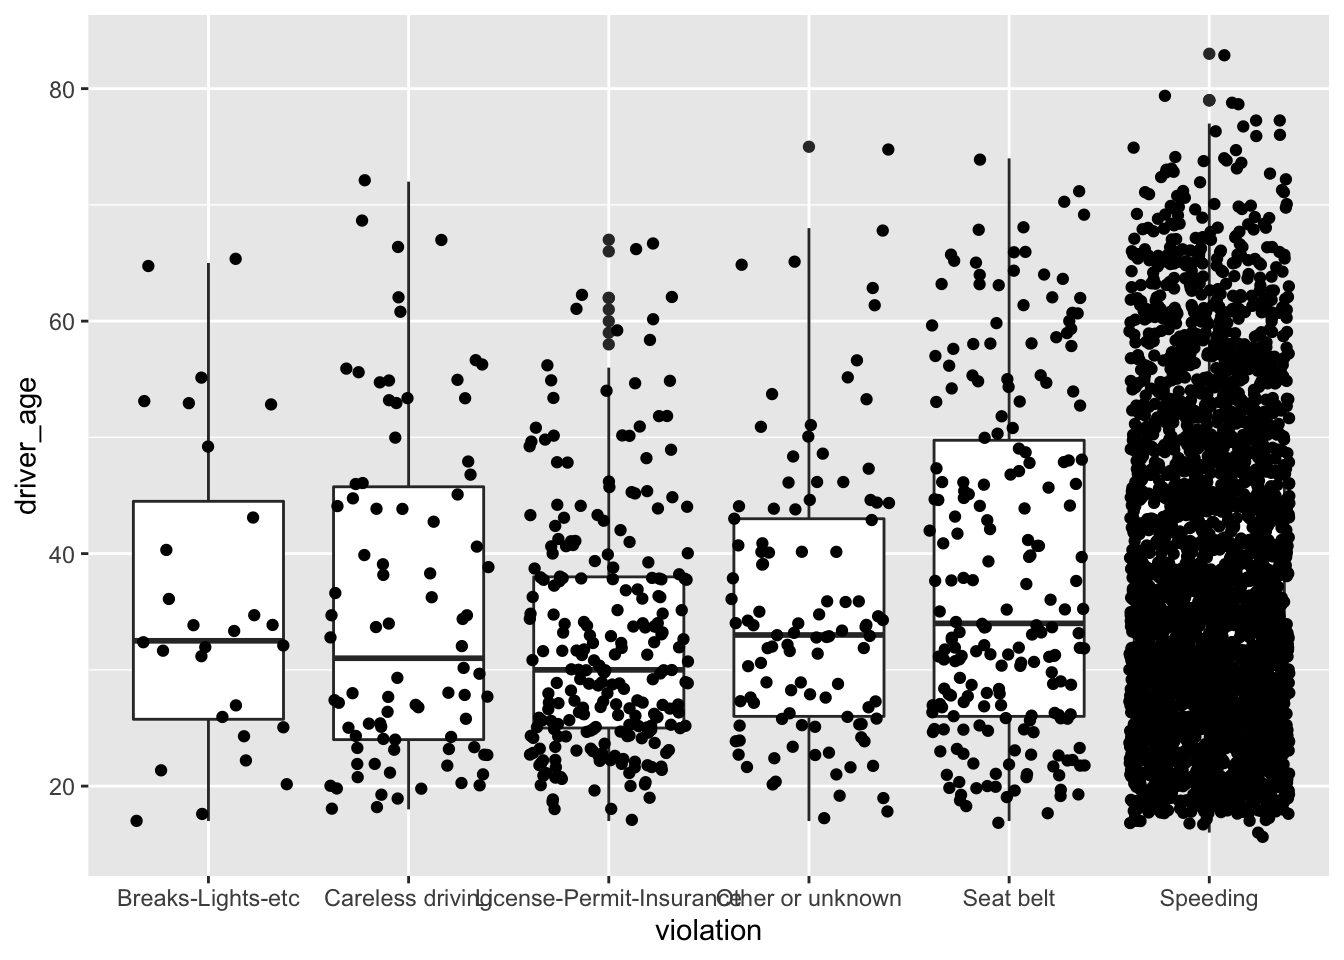 80
60
40
20
driver_age
Breaks-Lights-etc
Careless driving
License-Permit-Insurance
Other or unknown
Seat belt
Speeding
violation